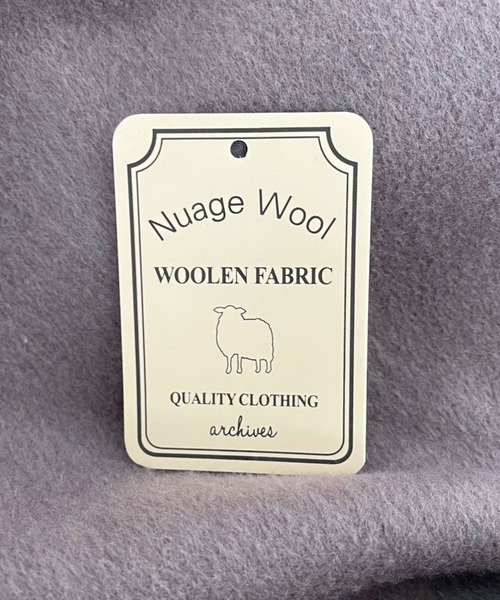 Nuage Wool
WOOLEN FABRIC
QUALITY CLOTHING
archives